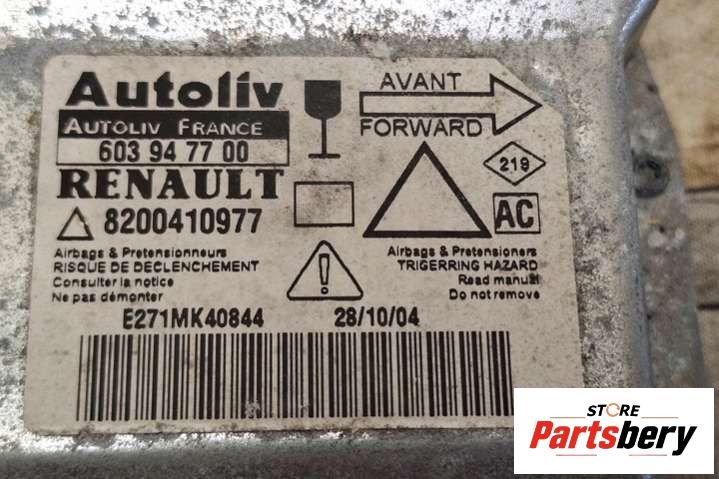 Autoliv
AUTOLIV FRANCE
603 94 77 00
RENAULT
8200410977
AVANT
FORWARD
219
AC
Airbags & Pretensionneurs
RISQUE DE DECLENCHEMENT
Consulter la notice
Ne pas démonter
Airbags & Pretensioners
TRIGERRING HAZARD
Read manual
Do not remove
E271MK40844
28/10/04
STORE
Partsbery